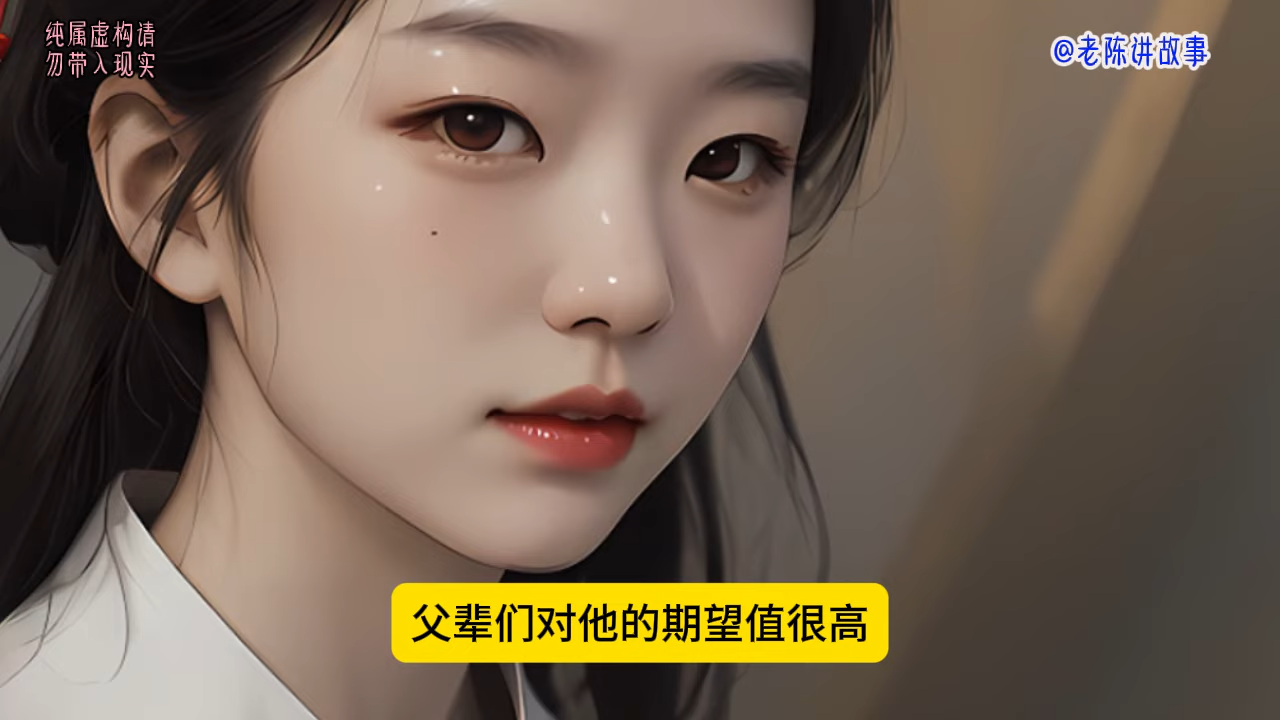 纯属虚构请
勿带入现实
@老陈讲故事
父辈们对他的期望值很高